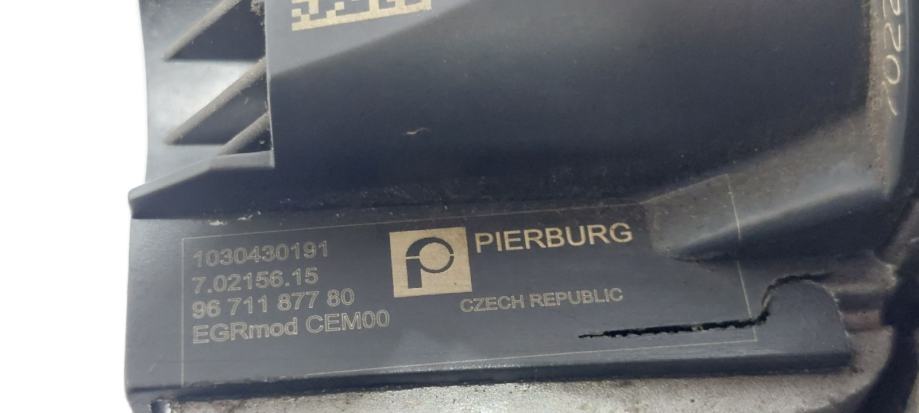 1030430191
7.02156.15
96 711 877 80
EGRmod CEM00
PIERBURG
CZECH REPUBLIC